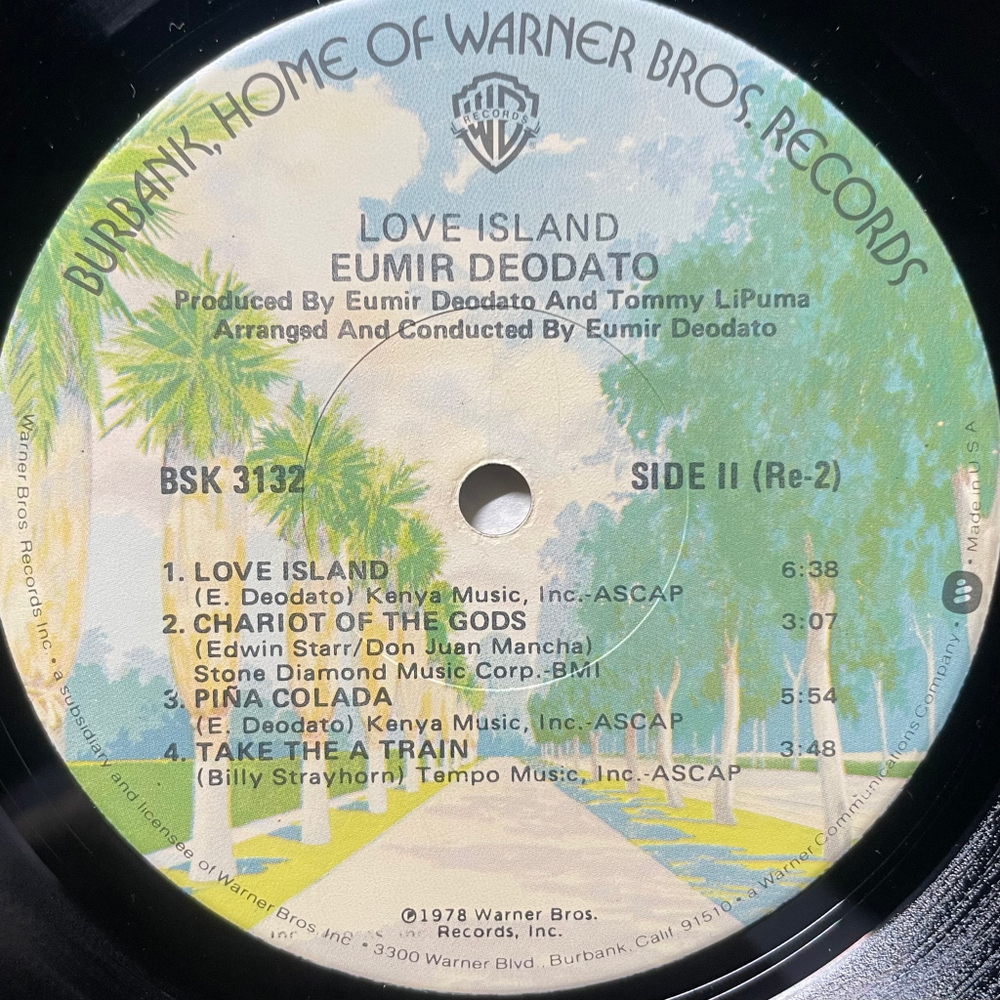 BURBANK, HOME OF WARNER BROS. RECORDS
RECORDS
LOVE ISLAND
EUMIR DEODATO
Produced By Eumir Deodato And Tommy LiPuma
Arranged And Conducted By Eumir Deodato
BSK 3132
SIDE II (Re-2)
1. LOVE ISLAND 6:38
(E. Deodato) Kenya Music, Inc.-ASCAP
2. CHARIOT OF THE GODS 3:07
(Edwin Starr/Don Juan Mancha)
Stone Diamond Music Corp.-BMI
3. PIÑA COLADA 5:54
(E. Deodato) Kenya Music, Inc.-ASCAP
4. TAKE THE A TRAIN 3:48
(Billy Strayhorn) Tempo Music, Inc.-ASCAP
℗1978 Warner Bros.
Records, Inc.
Warner Bros Records Inc. • a subsidiary and licensee of Warner Bros. Inc. • 3300 Warner Blvd., Burbank, Calif. 91510 • a Warner Communications Company • Made in U S A